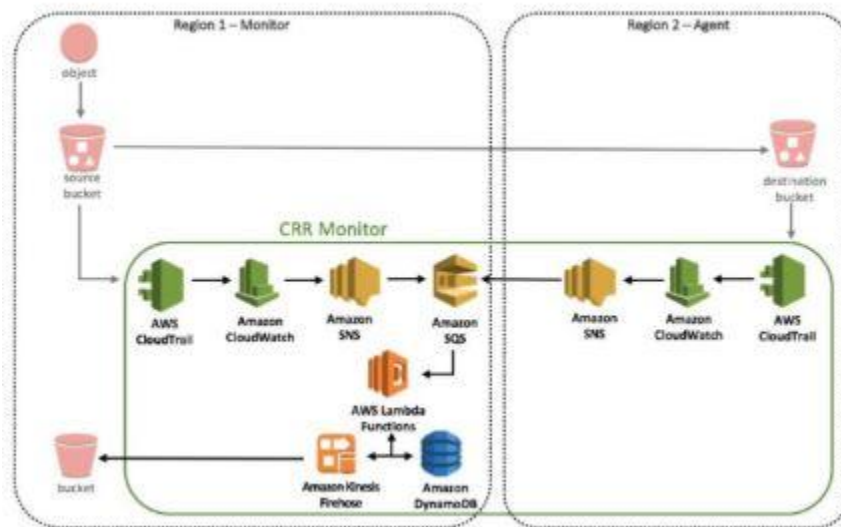 Region 1 – Monitor
Region 2 – Agent
object
source
bucket
destination
bucket
CRR Monitor
AWS
CloudTrail
Amazon
CloudWatch
Amazon
SNS
Amazon
SQS
Amazon
SNS
Amazon
CloudWatch
AWS
CloudTrail
AWS Lambda
Functions
bucket
Amazon Kinesis
Firehose
Amazon
DynamoDB